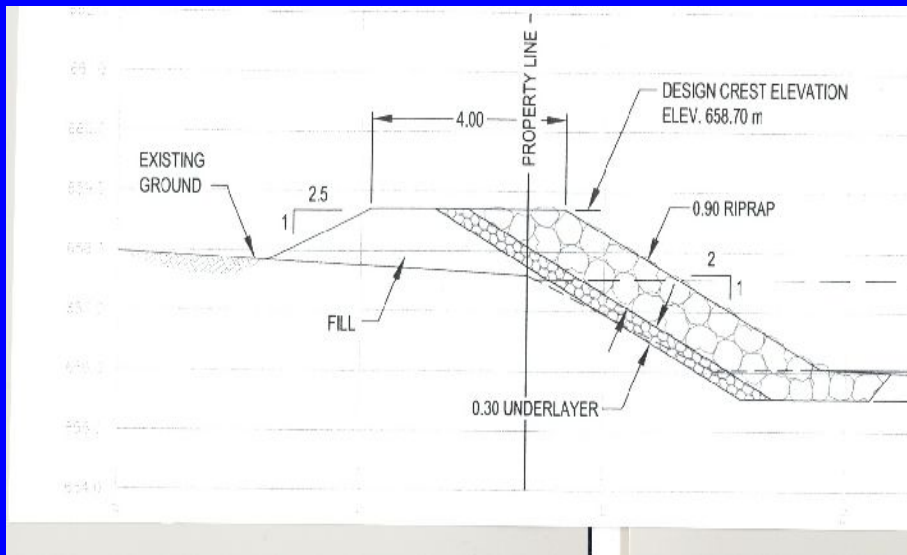 PROPERTY LINE
DESIGN CREST ELEVATION
ELEV. 658.70 m
4.00
EXISTING
GROUND
2.5
1
0.90 RIPRAP
2
1
FILL
0.30 UNDERLAYER